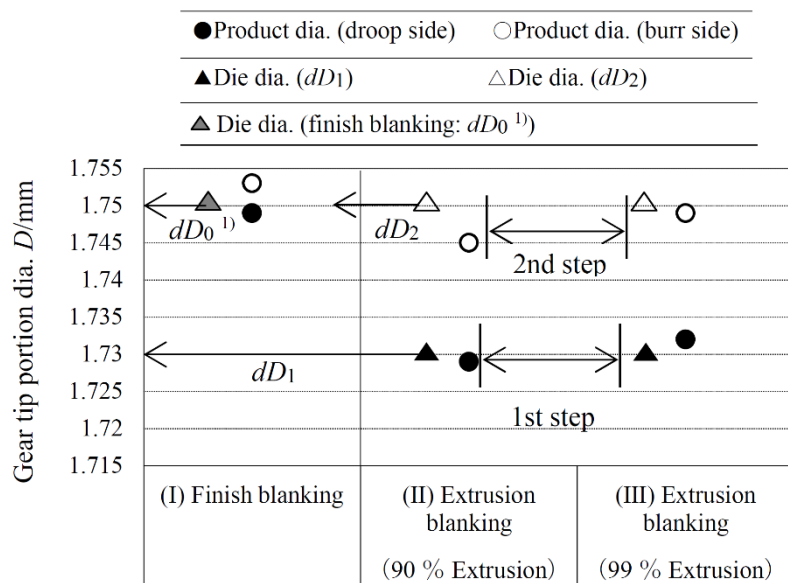 Product dia. (droop side) Product dia. (burr side)
Die dia. (dD1) Die dia. (dD2)
Die dia. (finish blanking: dD0 1))
Gear tip portion dia. D/mm
1.755
1.75
1.745
1.74
1.735
1.73
1.725
1.72
1.715
dD0 1)
dD2
2nd step
dD1
1st step
(I) Finish blanking
(II) Extrusion
blanking
(90 % Extrusion)
(III) Extrusion
blanking
(99 % Extrusion)